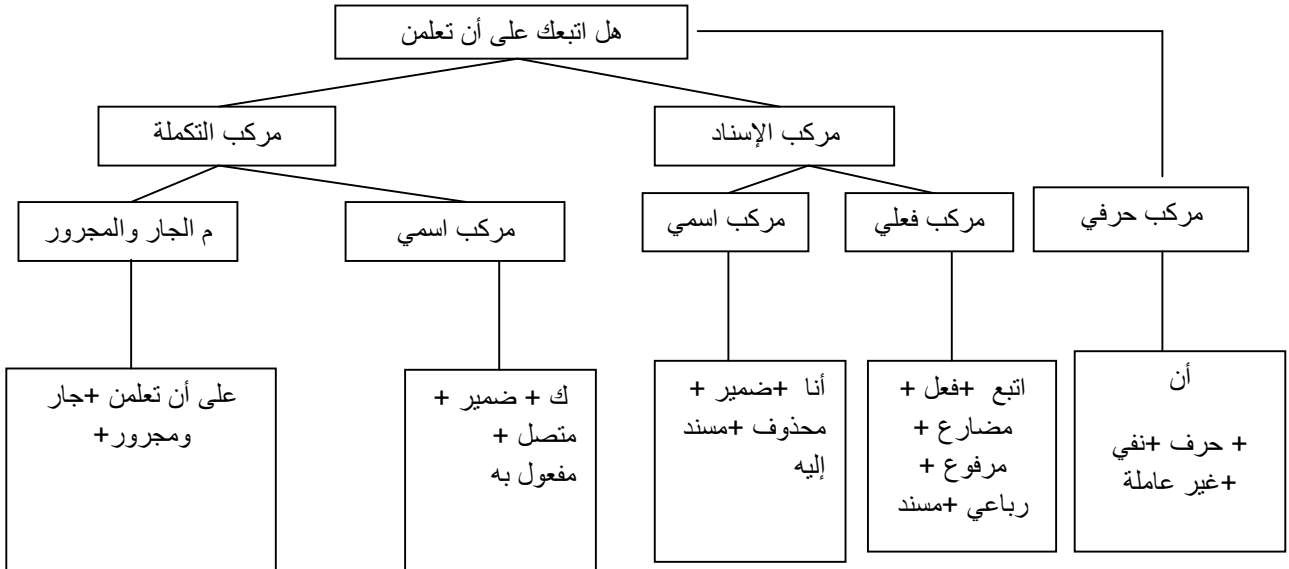 هل اتبعك على أن تعلمن
مركب الإسناد
مركب التكملة
مركب حرفي
مركب فعلي
مركب اسمي
مركب اسمي
م الجار والمجرور
أن
+ حرف +نفي
+غير عاملة
اتبع +فعل +
مضارع +
مرفوع +
رباعي +مسند
أنا +ضمير +
محذوف +مسند
إليه
ك + ضمير +
متصل +
مفعول به
على أن تعلمن +جار
ومجرور+